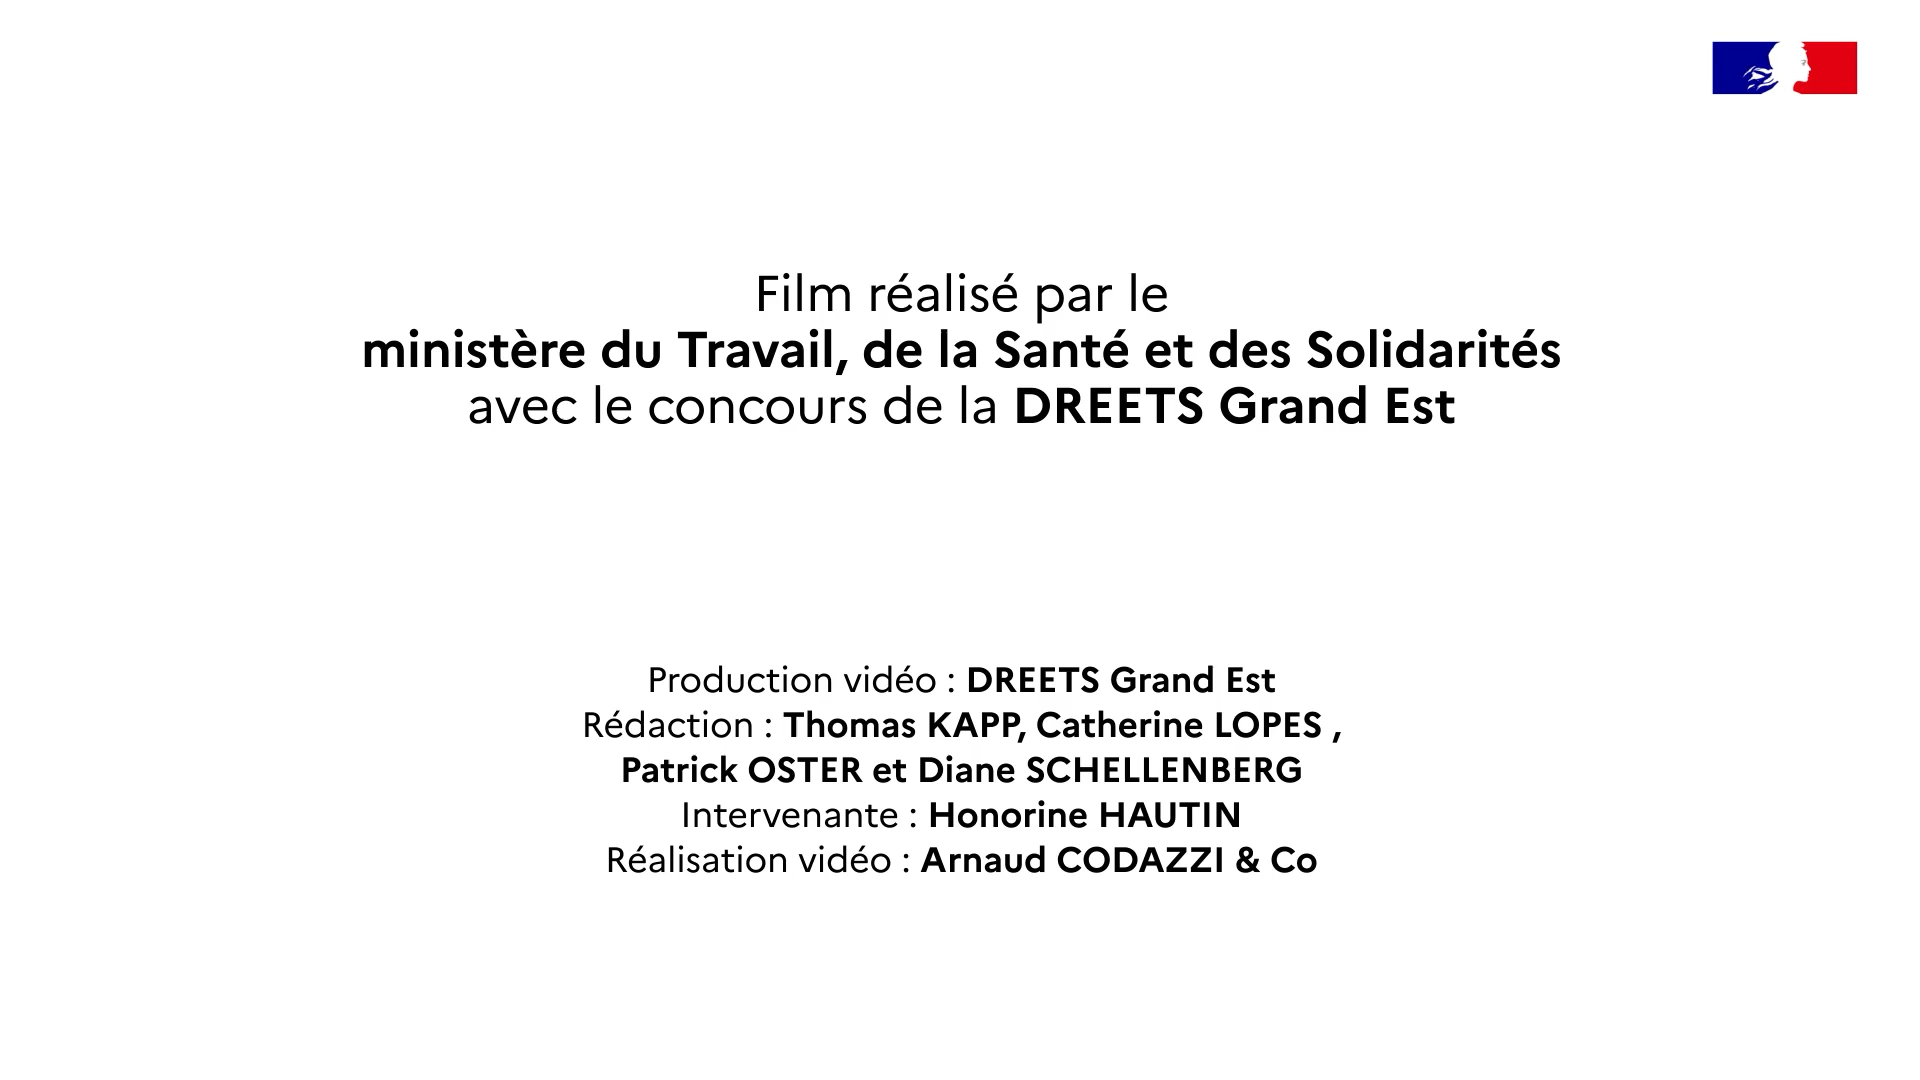 Film réalisé par le
ministère du Travail, de la Santé et des Solidarités
avec le concours de la DREETS Grand Est
Production vidéo : DREETS Grand Est
Rédaction : Thomas KAPP, Catherine LOPES ,
Patrick OSTER et Diane SCHELLENBERG
Intervenante : Honorine HAUTIN
Réalisation vidéo : Arnaud CODAZZI & Co